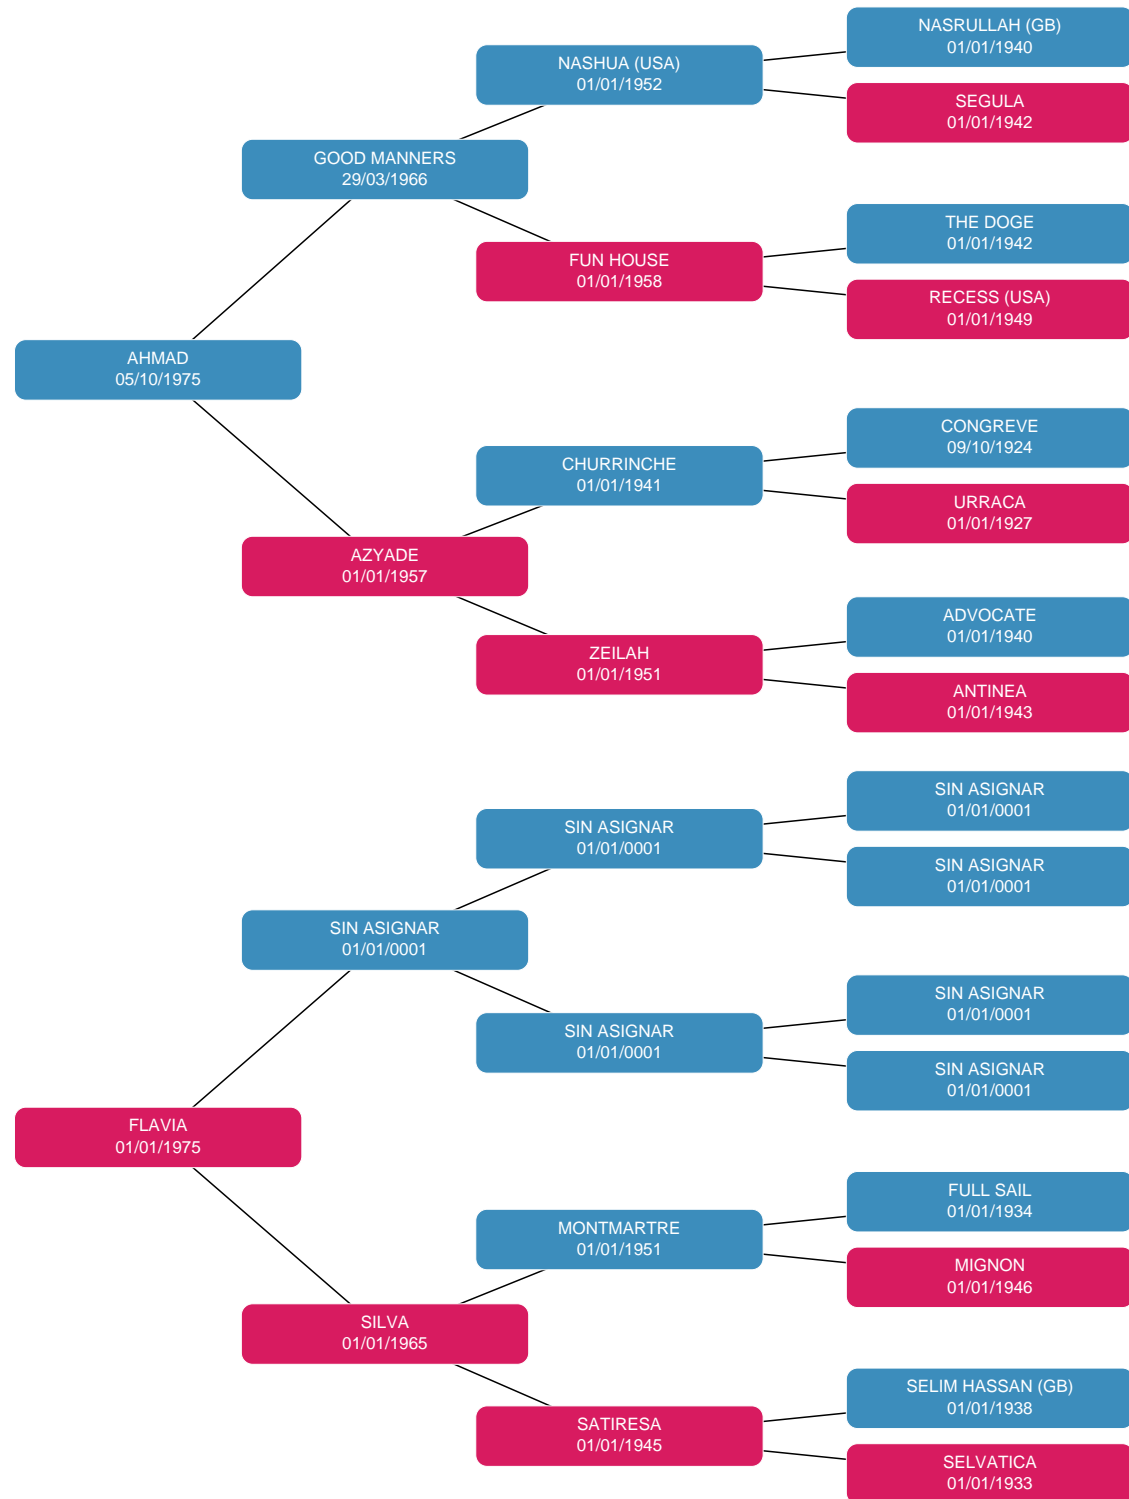 NASRULLAH (GB)
01/01/1940
NASHUA (USA)
01/01/1952
SEGULA
01/01/1942
GOOD MANNERS
29/03/1966
THE DOGE
01/01/1942
FUN HOUSE
01/01/1958
RECESS (USA)
01/01/1949
AHMAD
05/10/1975
CONGREVE
09/10/1924
CHURRINCHE
01/01/1941
URRACA
01/01/1927
AZYADE
01/01/1957
ADVOCATE
01/01/1940
ZEILAH
01/01/1951
ANTINEA
01/01/1943
SIN ASIGNAR
01/01/0001
SIN ASIGNAR
01/01/0001
SIN ASIGNAR
01/01/0001
SIN ASIGNAR
01/01/0001
SIN ASIGNAR
01/01/0001
SIN ASIGNAR
01/01/0001
SIN ASIGNAR
01/01/0001
FLAVIA
01/01/1975
FULL SAIL
01/01/1934
MONTMARTRE
01/01/1951
MIGNON
01/01/1946
SILVA
01/01/1965
SELIM HASSAN (GB)
01/01/1938
SATIRESA
01/01/1945
SELVATICA
01/01/1933